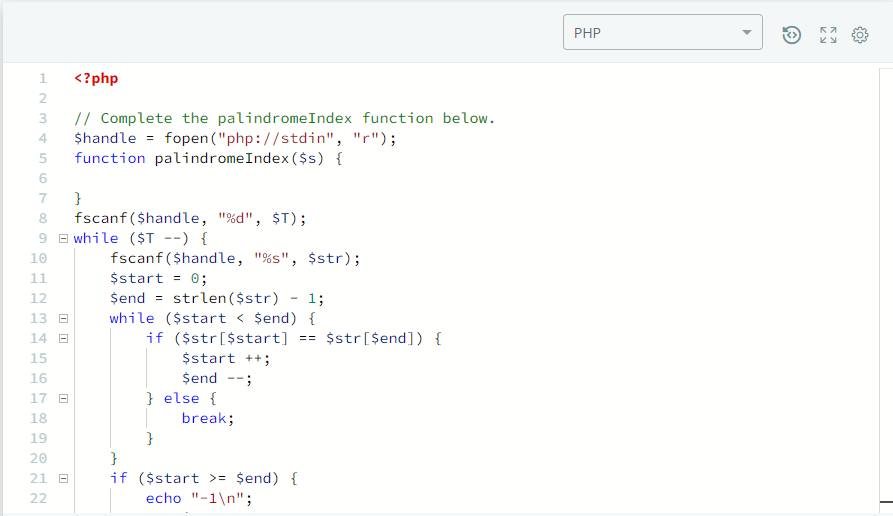 PHP
1 <?php
2
3 // Complete the palindromeIndex function below.
4 $handle = fopen("php://stdin", "r");
5 function palindromeIndex($s) {
6
7 }
8 fscanf($handle, "%d", $T);
9 while ($T --) {
10     fscanf($handle, "%s", $str);
11     $start = 0;
12     $end = strlen($str) - 1;
13     while ($start < $end) {
14         if ($str[$start] == $str[$end]) {
15             $start ++;
16             $end --;
17         } else {
18             break;
19         }
20     }
21     if ($start >= $end) {
22         echo "-1\n";